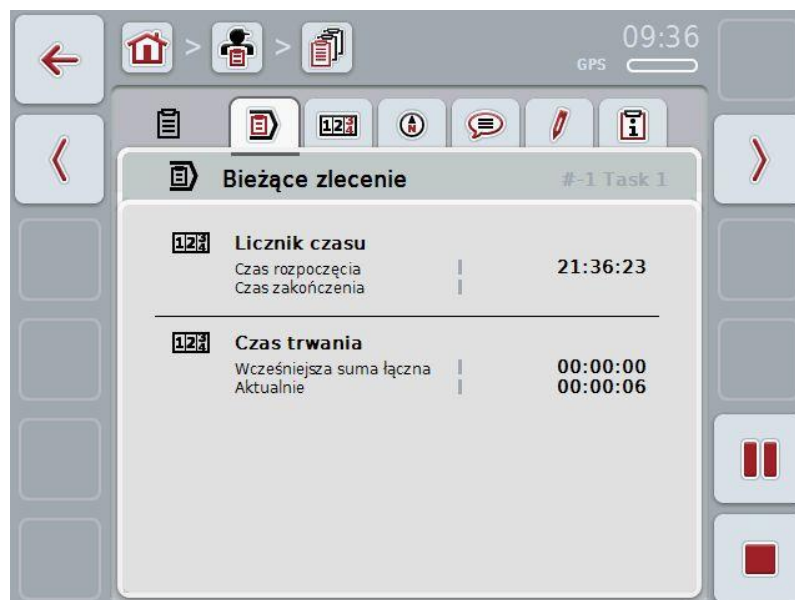 09:36
GPS
Bieżące zlecenie #-1 Task 1
Licznik czasu
Czas rozpoczęcia 21:36:23
Czas zakończenia
Czas trwania
Wcześniejsza suma łączna 00:00:00
Aktualnie 00:00:06